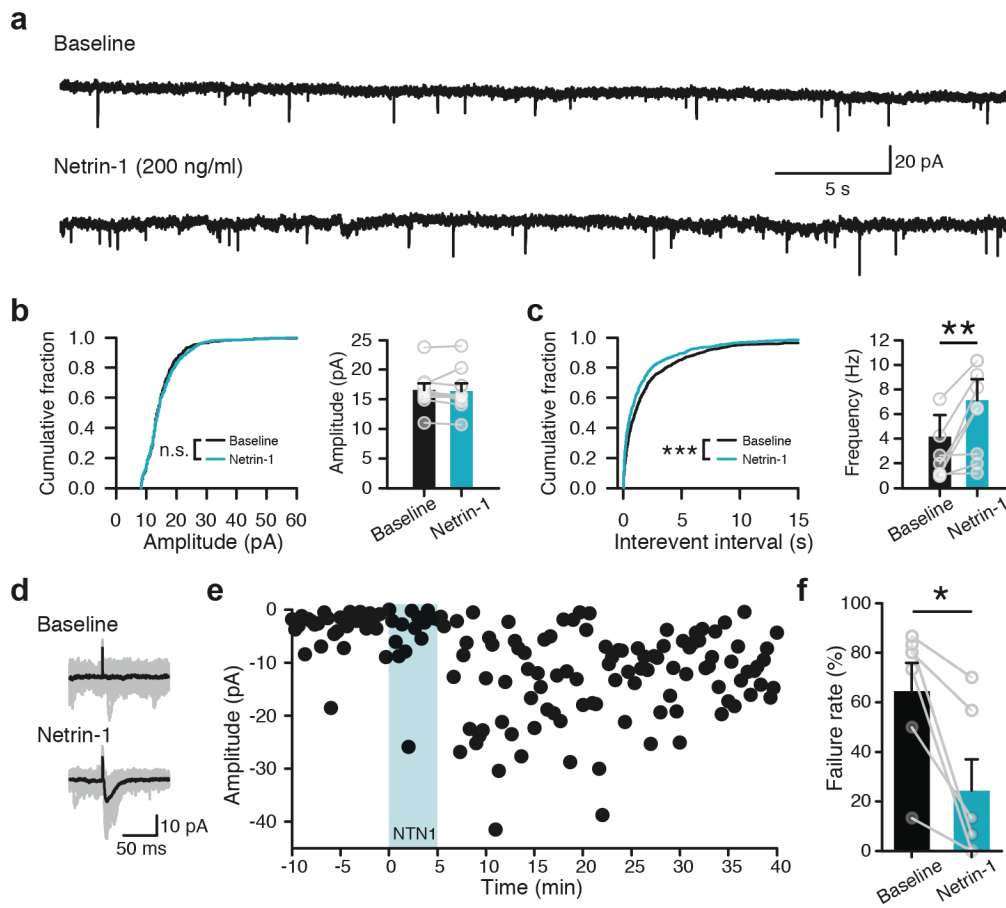 a
Baseline
Netrin-1 (200 ng/ml)
20 pA
5 s
b
Cumulative fraction
1.0
0.8
0.6
0.4
0.2
0.0
n.s.
Baseline
Netrin-1
0 10 20 30 40 50 60
Amplitude (pA)
Amplitude (pA)
25
20
15
10
5
0
Baseline
Netrin-1
c
Cumulative fraction
1.0
0.8
0.6
0.4
0.2
0.0
***
Baseline
Netrin-1
0 5 10 15
Interevent interval (s)
**
Frequency (Hz)
12
10
8
6
4
2
0
Baseline
Netrin-1
d
Baseline
Netrin-1
10 pA
50 ms
e
Amplitude (pA)
0
-10
-20
-30
-40
NTN1
-10 -5 0 5 10 15 20 25 30 35 40
Time (min)
f
*
Failure rate (%)
100
80
60
40
20
0
Baseline
Netrin-1